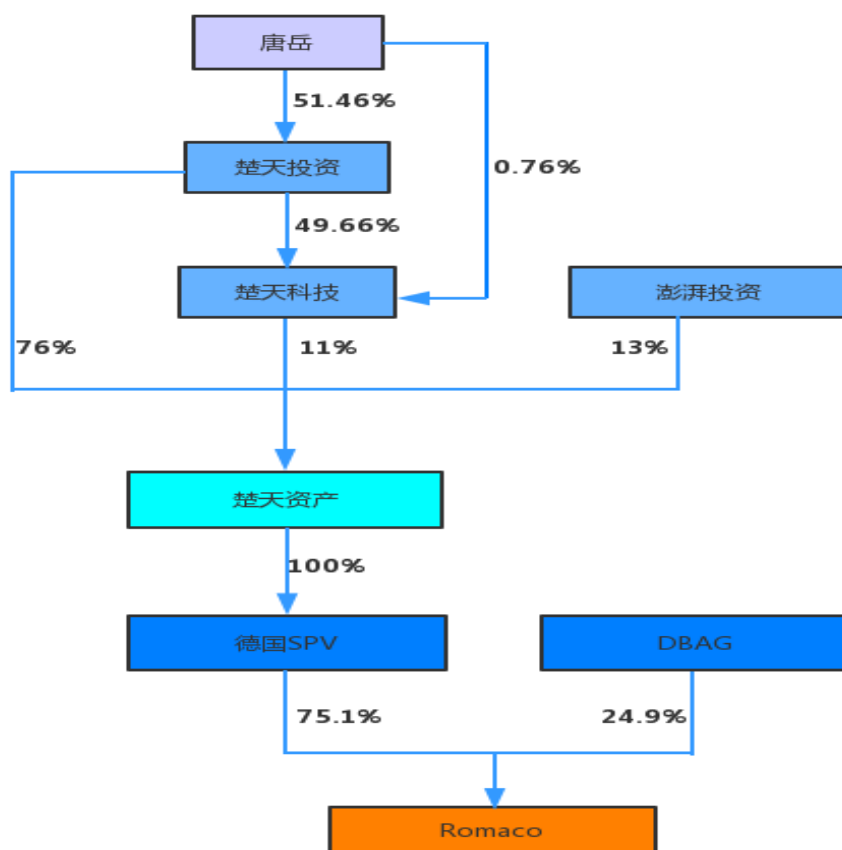 唐岳
51.46%
楚天投资
0.76%
49.66%
楚天科技
澎湃投资
76%
11%
13%
楚天资产
100%
德国SPV
DBAG
75.1%
24.9%
Romaco